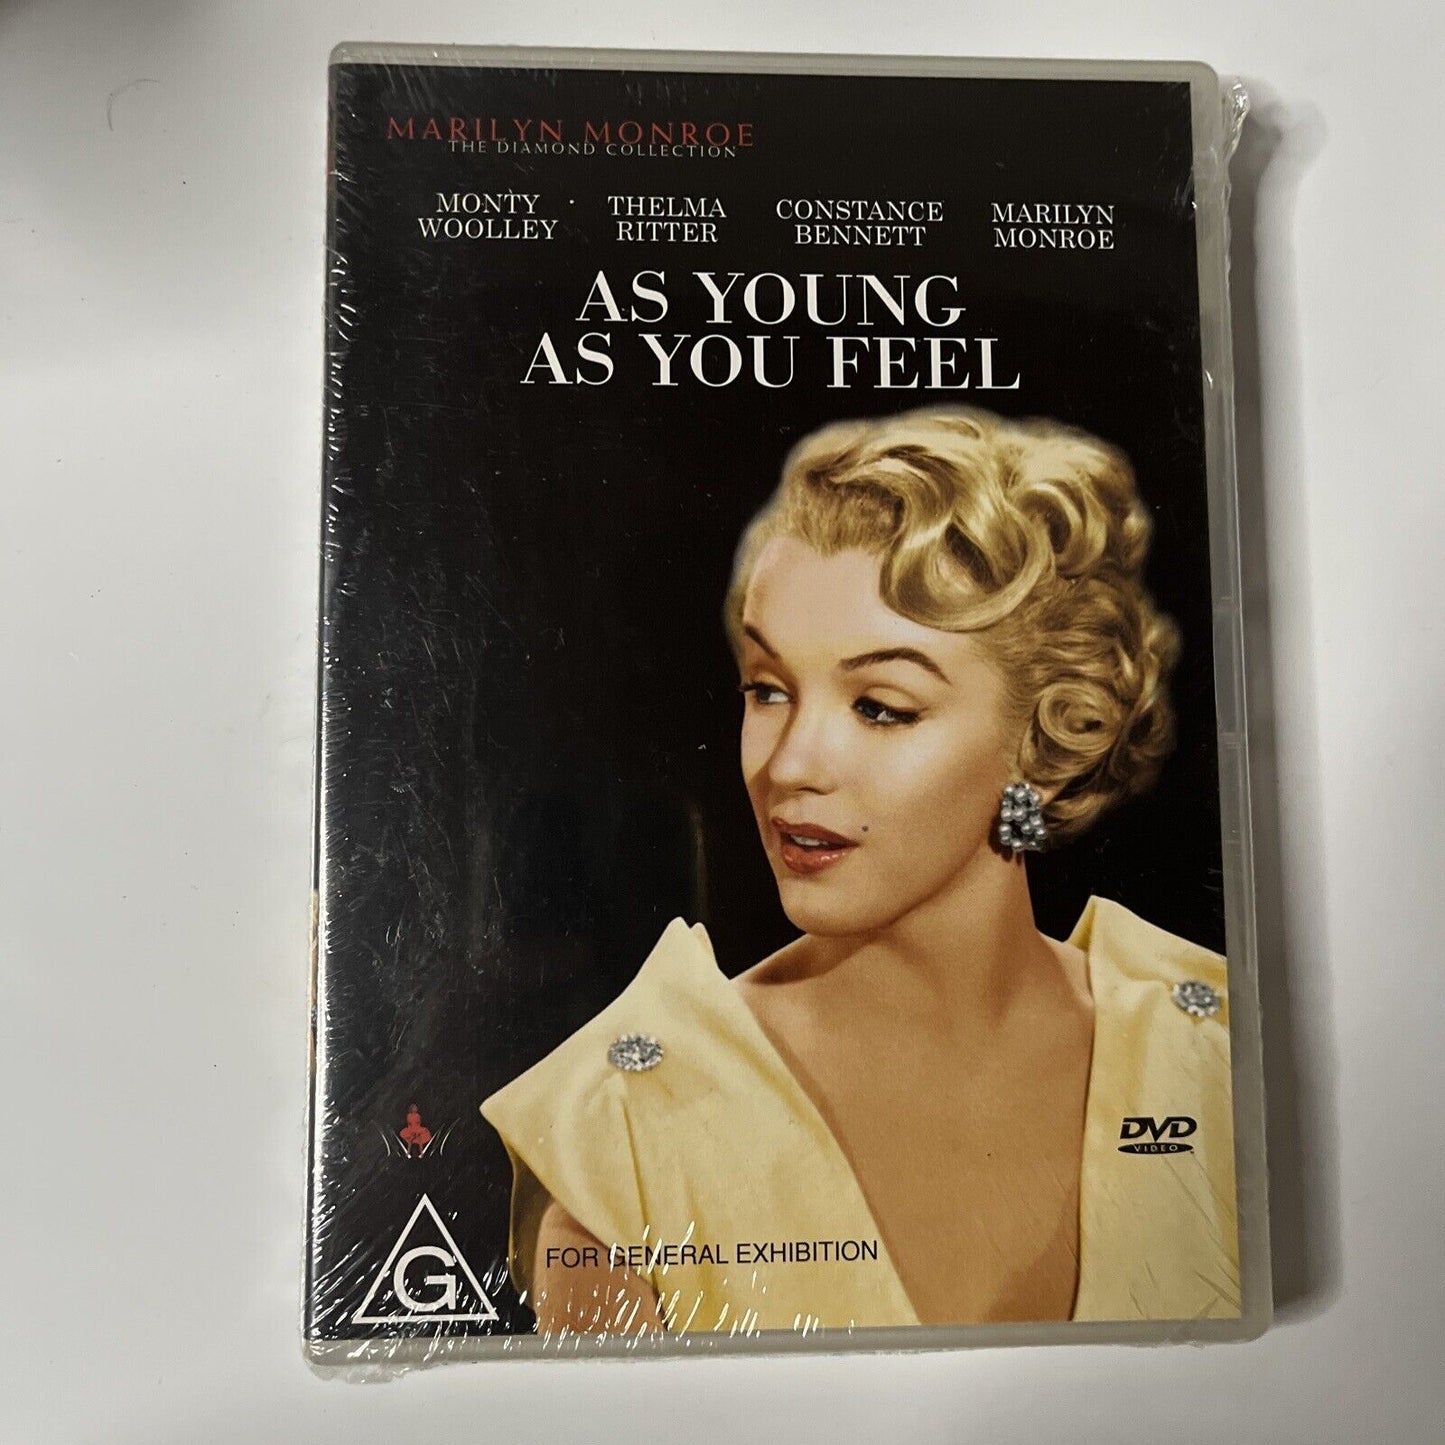 MARILYN MONROE
THE DIAMOND COLLECTION
MONTY THELMA CONSTANCE MARILYN
WOOLLEY RITTER BENNETT MONROE
AS YOUNG
AS YOU FEEL
DVD
VIDEO
FOR GENERAL EXHIBITION
G